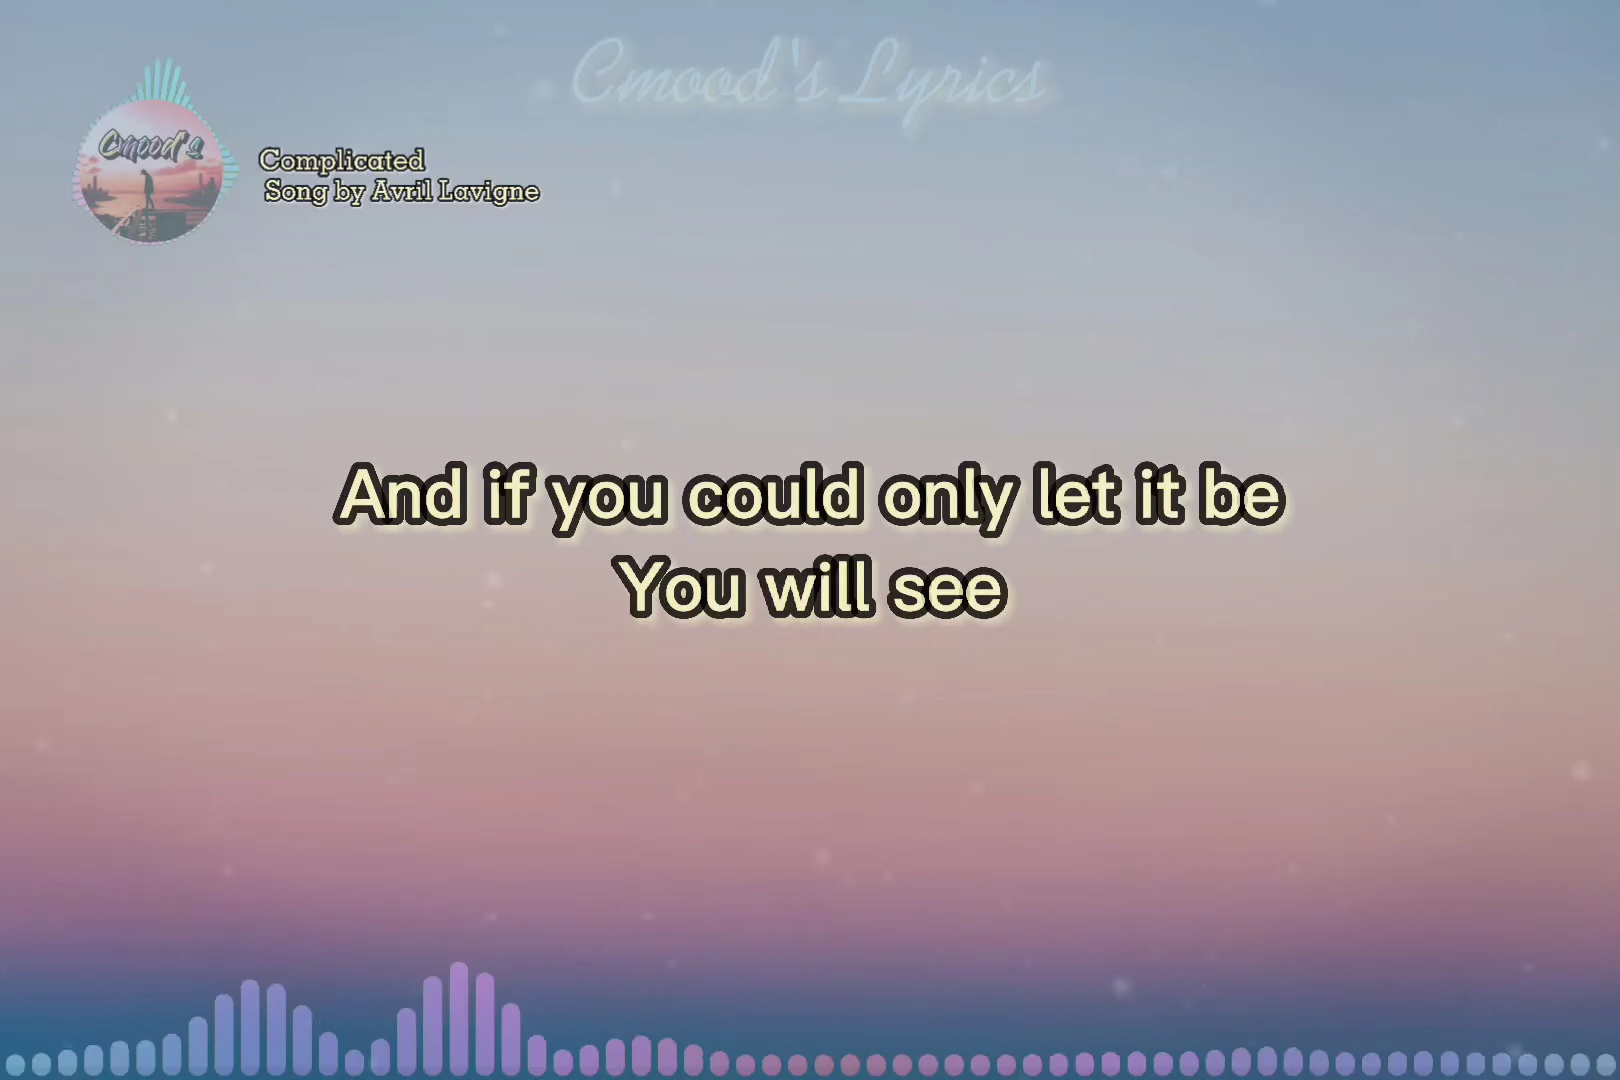 Cmood's Lyrics
Cmood's
Complicated
Song by Avril Lavigne
And if you could only let it be
You will see